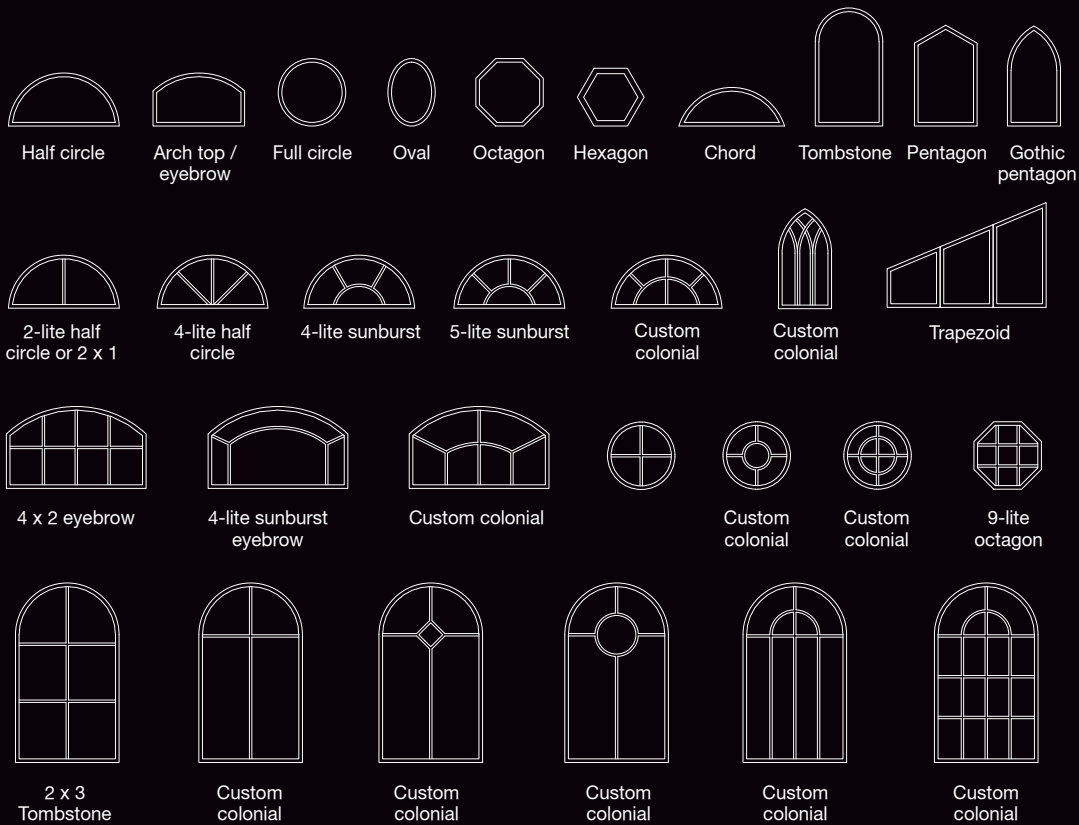 Half circle
Arch top /
eyebrow
Full circle
Oval
Octagon
Hexagon
Chord
Tombstone
Pentagon
Gothic
pentagon
2-lite half
circle or 2 x 1
4-lite half
circle
4-lite sunburst
5-lite sunburst
Custom
colonial
Custom
colonial
Trapezoid
4 x 2 eyebrow
4-lite sunburst
eyebrow
Custom colonial
Custom
colonial
Custom
colonial
9-lite
octagon
2 x 3
Tombstone
Custom
colonial
Custom
colonial
Custom
colonial
Custom
colonial
Custom
colonial